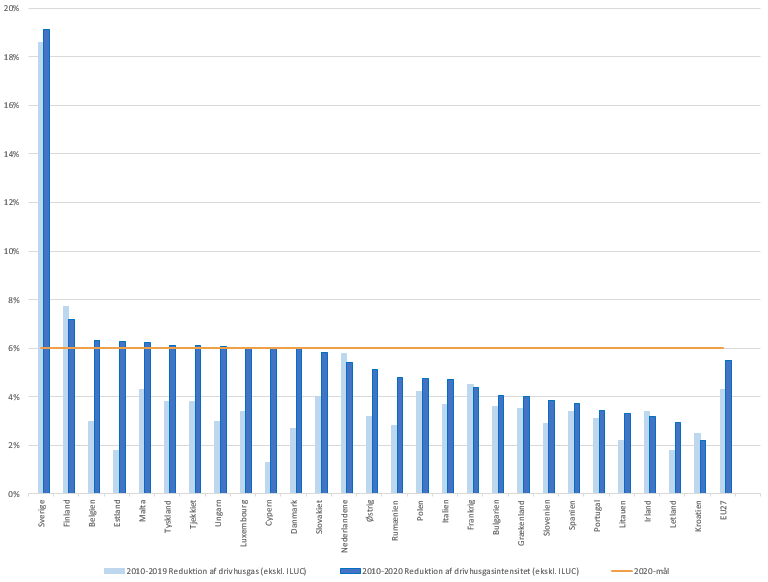 20%
18%
16%
14%
12%
10%
8%
6%
4%
2%
0%
Sverige
Finland
Belgien
Estland
Malta
Tyskland
Tjekkiet
Ungarn
Luxembourg
Cypern
Danmark
Slovakiet
Nederlandene
Østrig
Rumænien
Polen
Italien
Frankrig
Bulgarien
Grækenland
Slovenien
Spanien
Portugal
Litauen
Irland
Letland
Kroatien
EU27
2010-2019 Reduktion af drivhusgas (ekskl. ILUC)
2010-2020 Reduktion af drivhusgasintensitet (ekskl. ILUC)
2020-mål